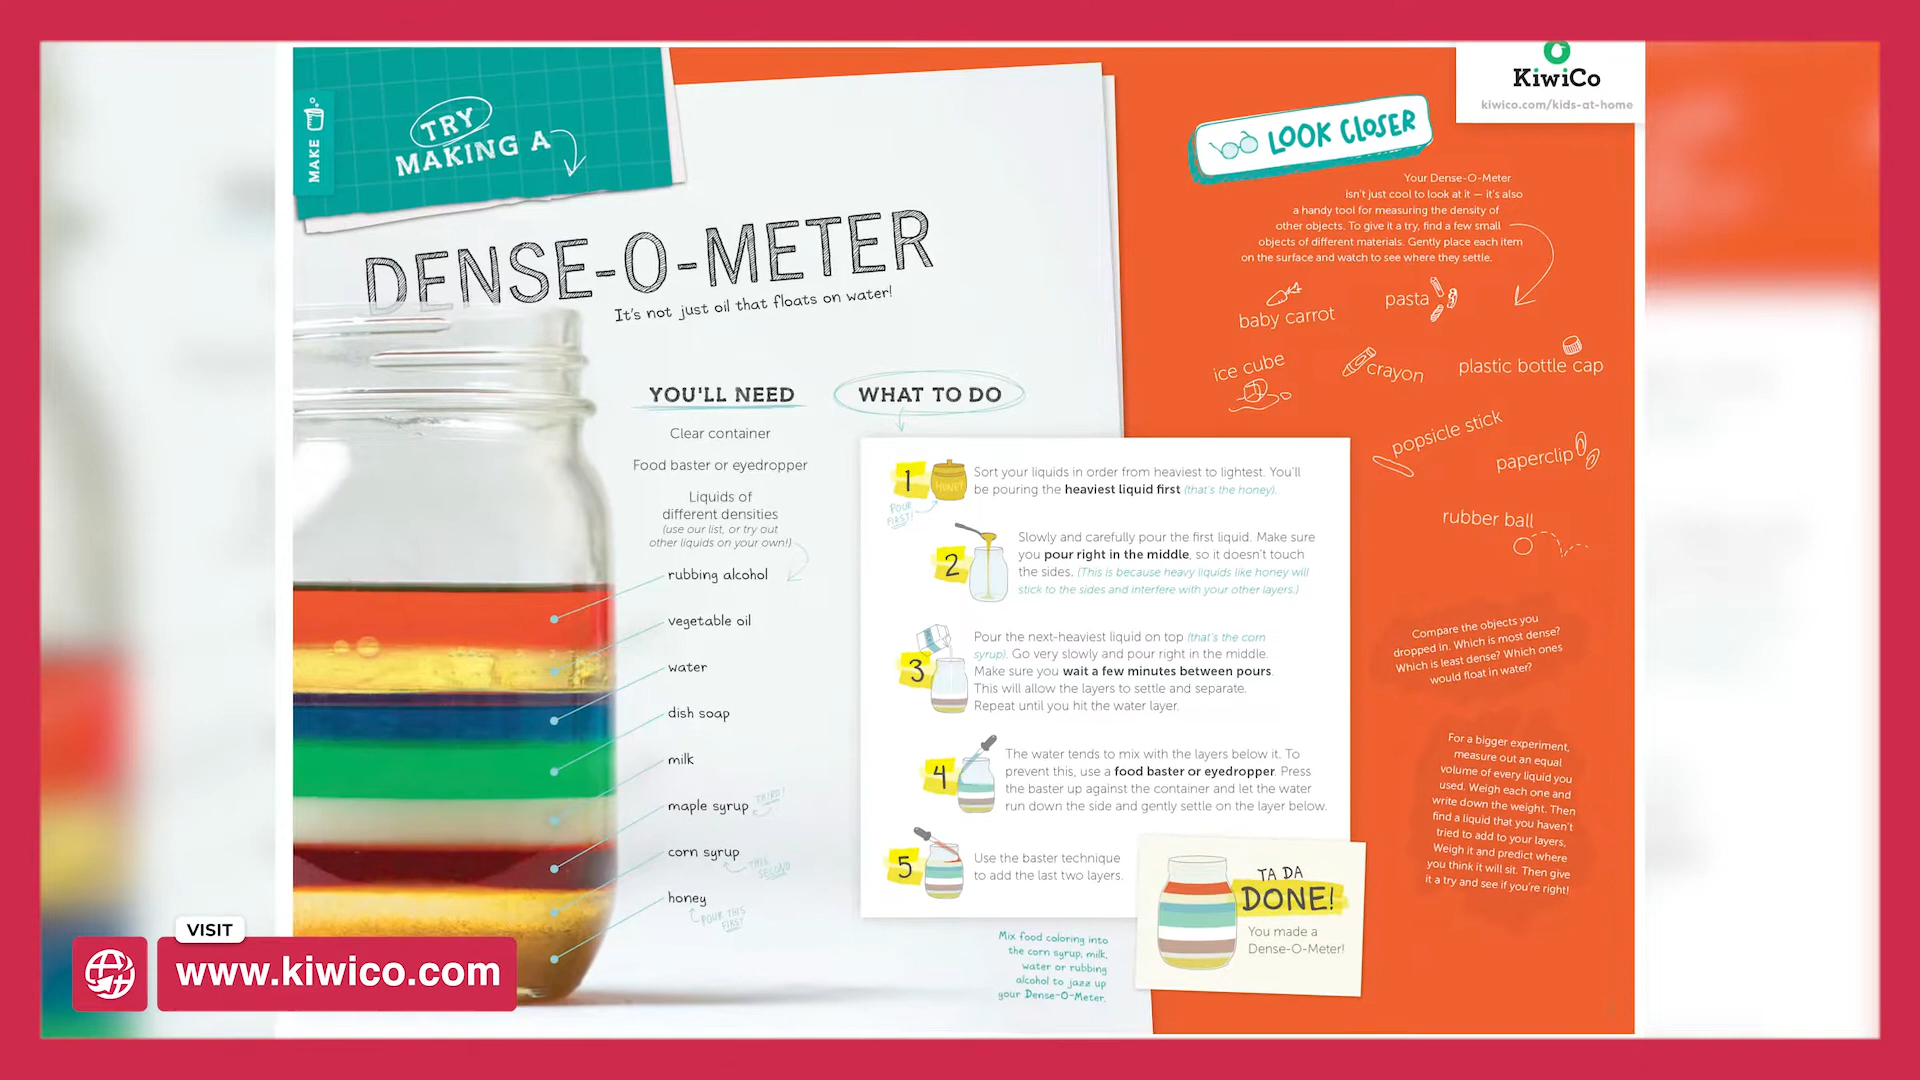 MAKE
TRY
MAKING A
DENSE-O-METER
It's not just oil that floats on water!
YOU'LL NEED
Clear container
Food baster or eyedropper
Liquids of
different densities
(use our list, or try out
other liquids on your own!)
rubbing alcohol
vegetable oil
water
dish soap
milk
maple syrup
THIRD!
corn syrup
THIS
SECOND
honey
POUR THIS
FIRST!
WHAT TO DO
1
HONEY
POUR
FIRST!
Sort your liquids in order from heaviest to lightest. You'll
be pouring the heaviest liquid first (that's the honey).
2
Slowly and carefully pour the first liquid. Make sure
you pour right in the middle, so it doesn't touch
the sides. (This is because heavy liquids like honey will
stick to the sides and interfere with your other layers.)
3
Pour the next-heaviest liquid on top (that's the corn
syrup). Go very slowly and pour right in the middle.
Make sure you wait a few minutes between pours.
This will allow the layers to settle and separate.
Repeat until you hit the water layer.
4
The water tends to mix with the layers below it. To
prevent this, use a food baster or eyedropper. Press
the baster up against the container and let the water
run down the side and gently settle on the layer below.
5
Use the baster technique
to add the last two layers.
TA DA
DONE!
You made a
Dense-O-Meter!
Mix food coloring into
the corn syrup, milk,
water or rubbing
alcohol to jazz up
your Dense-O-Meter.
KiwiCo
kiwico.com/kids-at-home
LOOK CLOSER
Your Dense-O-Meter
isn't just cool to look at it — it's also
a handy tool for measuring the density of
other objects. To give it a try, find a few small
objects of different materials. Gently place each item
on the surface and watch to see where they settle.
baby carrot
pasta
ice cube
crayon
plastic bottle cap
popsicle stick
paperclip
rubber ball
Compare the objects you
dropped in. Which is most dense?
Which is least dense? Which ones
would float in water?
For a bigger experiment,
measure out an equal
volume of every liquid you
used. Weigh each one and
write down the weight. Then
find a liquid that you haven't
tried to add to your layers,
Weigh it and predict where
you think it will sit. Then give
it a try and see if you're right!
VISIT
www.kiwico.com